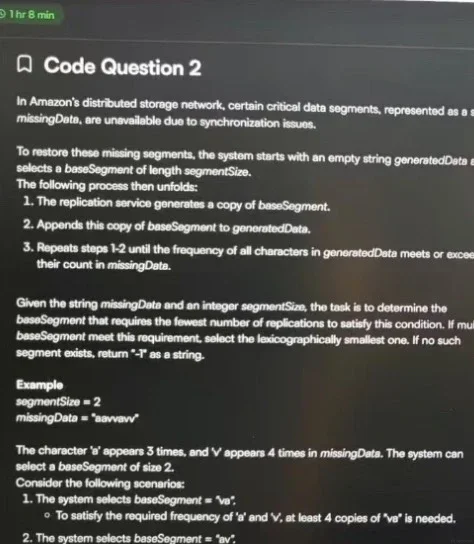 1 hr 8 min
Code Question 2
In Amazon's distributed storage network, certain critical data segments, represented as a s
missingData, are unavailable due to synchronization issues.
To restore these missing segments, the system starts with an empty string generatedData a
selects a baseSegment of length segmentSize.
The following process then unfolds:
1. The replication service generates a copy of baseSegment.
2. Appends this copy of baseSegment to generatedData.
3. Repeats steps 1-2 until the frequency of all characters in generatedData meets or excee
their count in missingData.
Given the string missingData and an integer segmentSize, the task is to determine the
baseSegment that requires the fewest number of replications to satisfy this condition. If mul
baseSegment meet this requirement, select the lexicographically smallest one. If no such
segment exists, return "-1" as a string.
Example
segmentSize = 2
missingData = "aavvavv"
The character 'a' appears 3 times, and 'v' appears 4 times in missingData. The system can
select a baseSegment of size 2.
Consider the following scenarios:
1. The system selects baseSegment = "va".
To satisfy the required frequency of 'a' and 'v', at least 4 copies of "va" is needed.
2. The system selects baseSegment = "av".